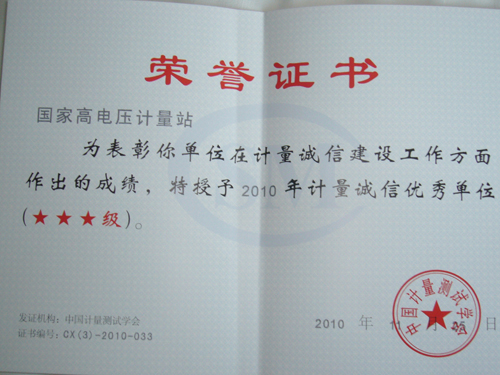 荣誉证书
国家高电压计量站
为表彰你单位在计量诚信建设工作方面
作出的成绩，特授予2010年计量诚信优秀单位
(★★★级)。
发证机构：中国计量测试学会
证书编号：CX(3)-2010-033
2010 年 11 月 日
中国计量测试学会